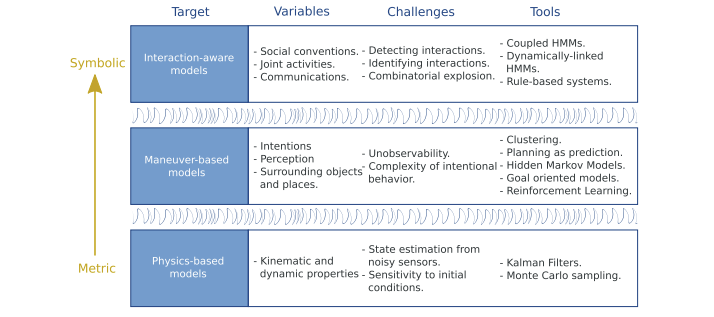 Target Variables Challenges Tools
Symbolic
Interaction-aware
models
- Social conventions.
- Joint activities.
- Communications.
- Detecting interactions.
- Identifying interactions.
- Combinatorial explosion.
- Coupled HMMs.
- Dynamically-linked
HMMs.
- Rule-based systems.
Maneuver-based
models
- Intentions
- Perception
- Surrounding objects
and places.
- Unobservability.
- Complexity of intentional
behavior.
- Clustering.
- Planning as prediction.
- Hidden Markov Models.
- Goal oriented models.
- Reinforcement Learning.
Metric
Physics-based
models
- Kinematic and
dynamic properties
- State estimation from
noisy sensors.
- Sensitivity to initial
conditions.
- Kalman Filters.
- Monte Carlo sampling.